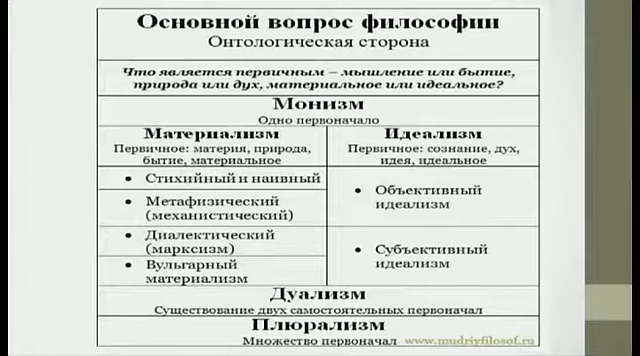 Основной вопрос философии
Онтологическая сторона
Что является первичным – мышление или бытие,
природа или дух, материальное или идеальное?
Монизм
Одно первоначало
Материализм
Первичное: материя, природа,
бытие, материальное
• Стихийный и наивный
• Метафизический
(механистический)
• Диалектический
(марксизм)
• Вульгарный
материализм
Идеализм
Первичное: сознание, дух,
идея, идеальное
• Объективный
идеализм
• Субъективный
идеализм
Дуализм
Существование двух самостоятельных первоначал
Плюрализм
Множество первоначал
www.mudriyfilosof.ru